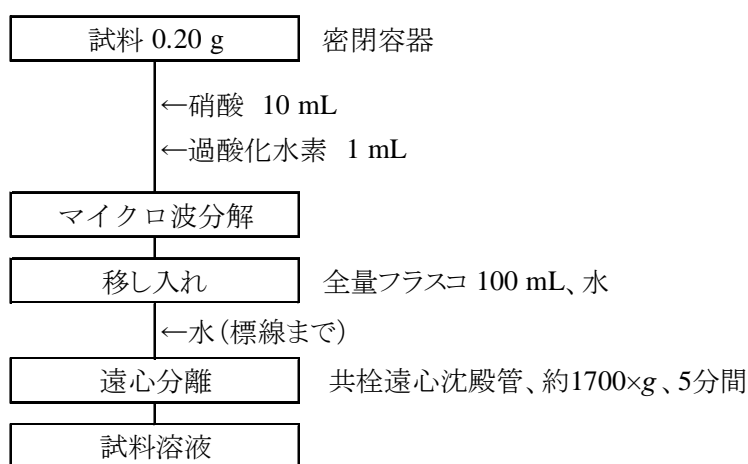 試料 0.20 g 密閉容器
←硝酸 10 mL
←過酸化水素 1 mL
マイクロ波分解
移し入れ 全量フラスコ 100 mL、水
←水（標線まで）
遠心分離 共栓遠心沈殿管、約1700×g、5分間
試料溶液